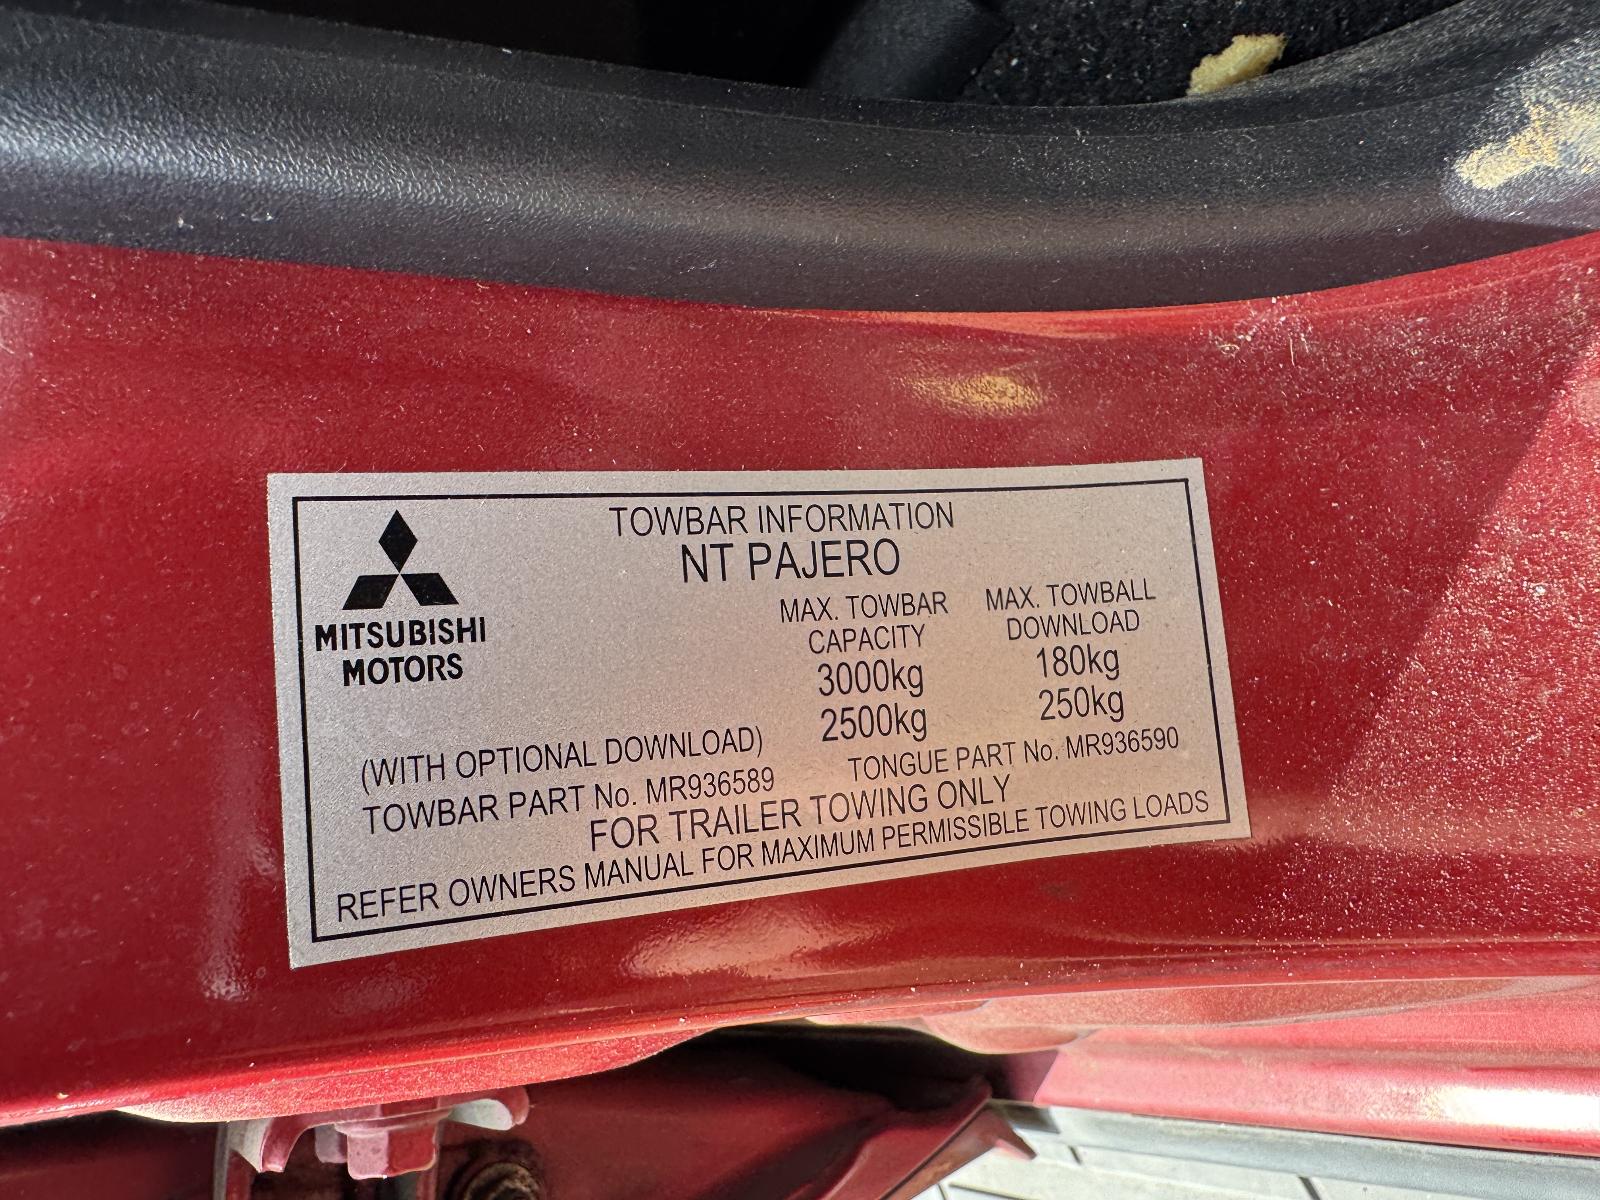 TOWBAR INFORMATION
NT PAJERO
MITSUBISHI
MOTORS
MAX. TOWBAR
CAPACITY
MAX. TOWBALL
DOWNLOAD
3000kg 180kg
(WITH OPTIONAL DOWNLOAD) 2500kg 250kg
TOWBAR PART No. MR936589 TONGUE PART No. MR936590
FOR TRAILER TOWING ONLY
REFER OWNERS MANUAL FOR MAXIMUM PERMISSIBLE TOWING LOADS